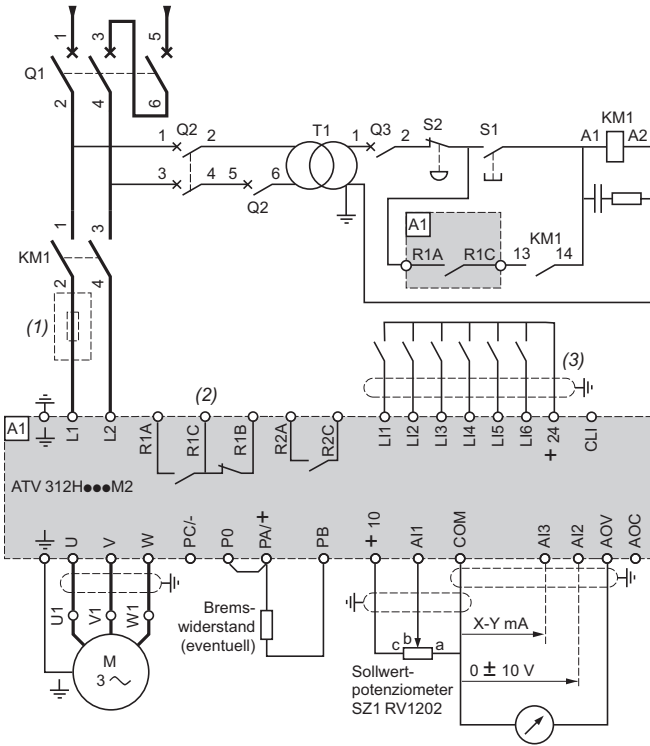 1
3
5
Q1
2
4
6
1 Q2 2
T1
1 Q3 2
S2
S1
KM1
A1 A2
3 4 5 6
Q2
A1
R1A R1C
13 KM1 14
1
3
KM1
2
4
(1)
(2)
(3)
A1
L1
L2
R1A
R1C
R1B
R2A
R2C
LI1
LI2
LI3
LI4
LI5
LI6
+ 24
CLI
ATV 312H●●●M2
U
V
W
PC/-
P0
PA/+
PB
+ 10
AI1
COM
AI3
AI2
AOV
AOC
U1
V1
W1
M
3 ~
Brems-
widerstand
(eventuell)
c b a
Sollwert-
potenziometer
SZ1 RV1202
X-Y mA
0 ± 10 V